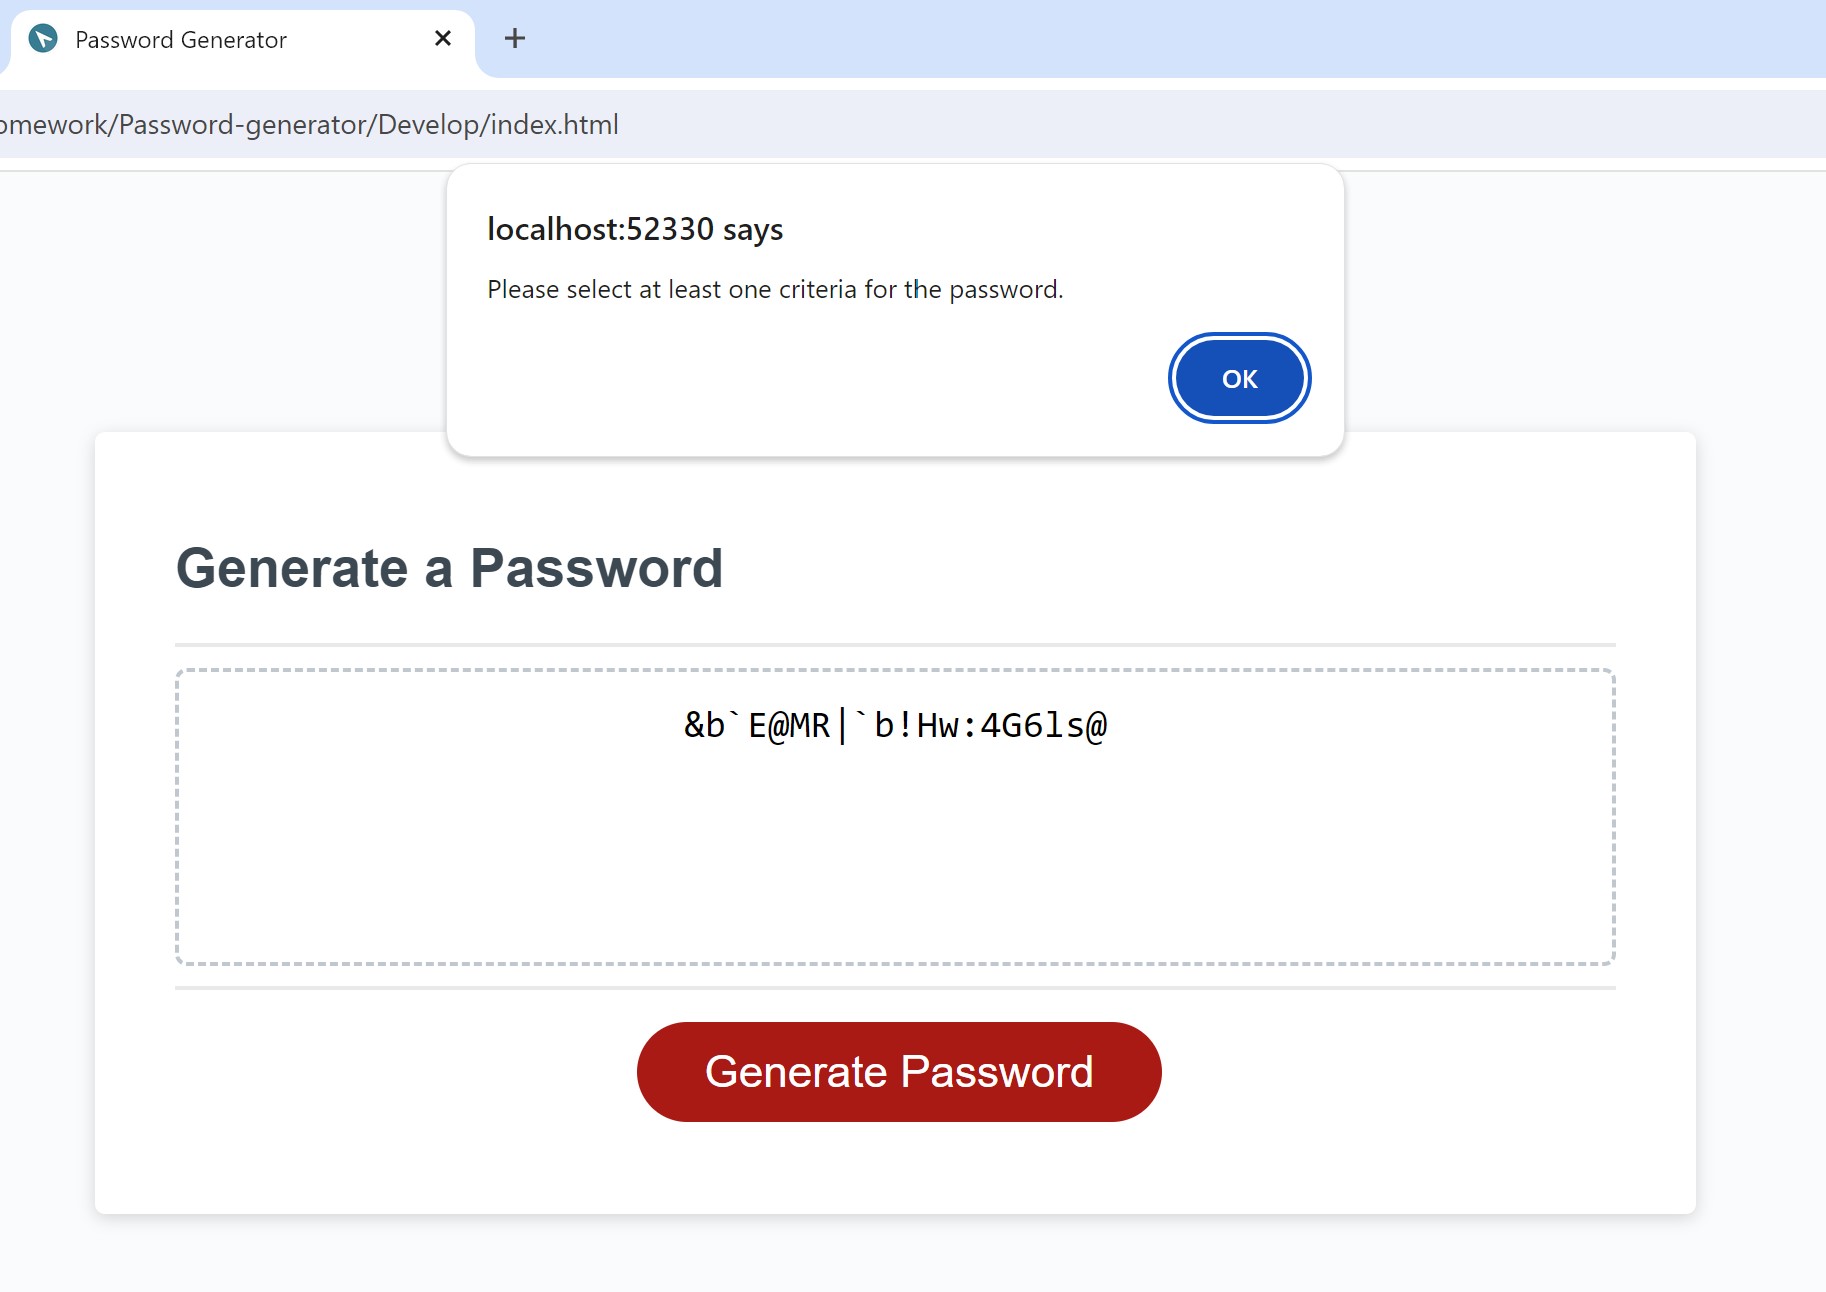 Password Generator
omework/Password-generator/Develop/index.html
localhost:52330 says
Please select at least one criteria for the password.
OK
Generate a Password
&b`E@MR|`b!Hw:4G6ls@
Generate Password